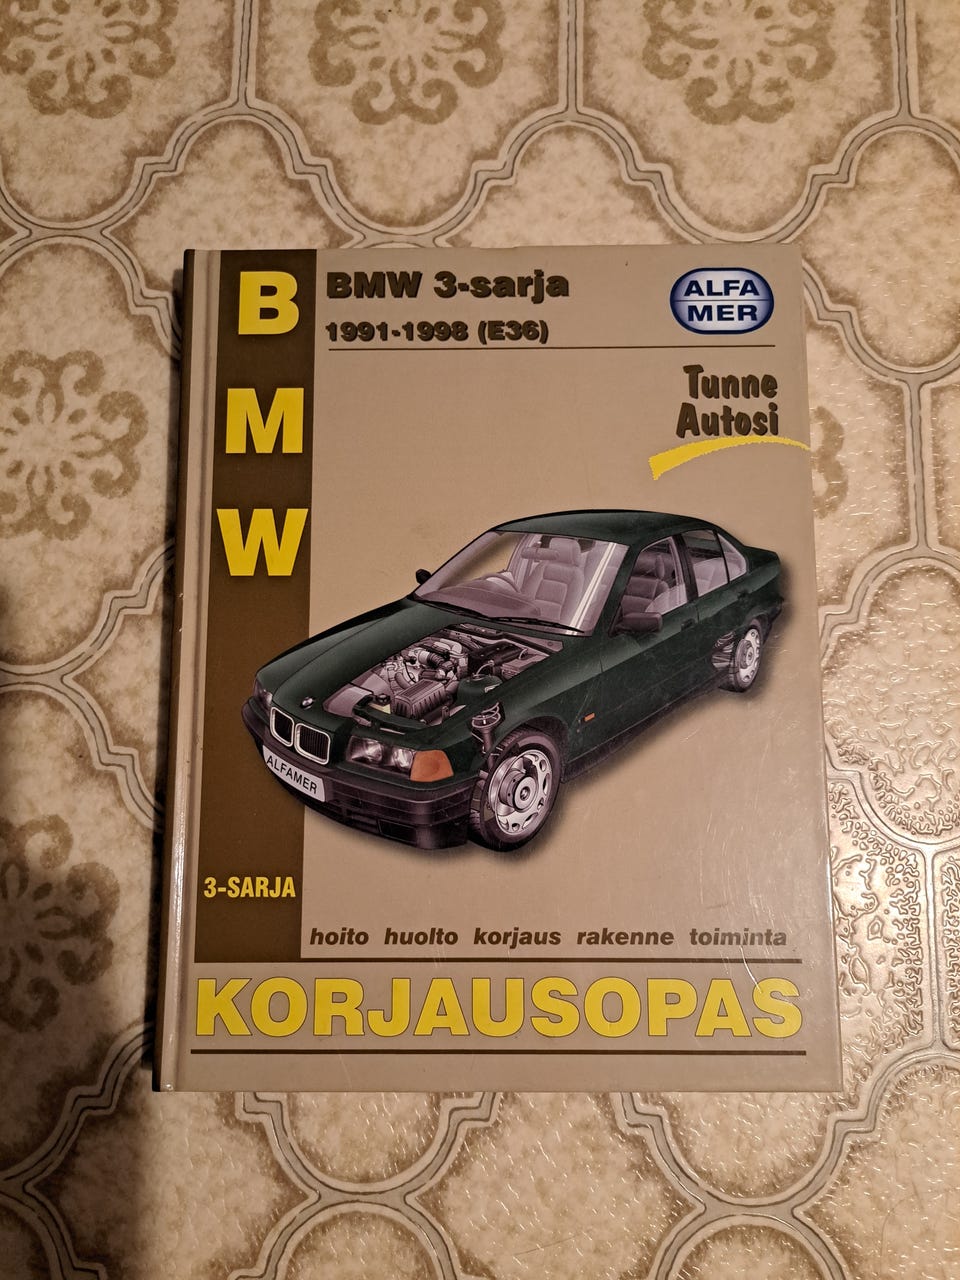 B
M
W
3-SARJA
BMW 3-sarja
1991-1998 (E36)
ALFA
MER
Tunne
Autosi
ALFAMER
hoito huolto korjaus rakenne toiminta
KORJAUSOPAS